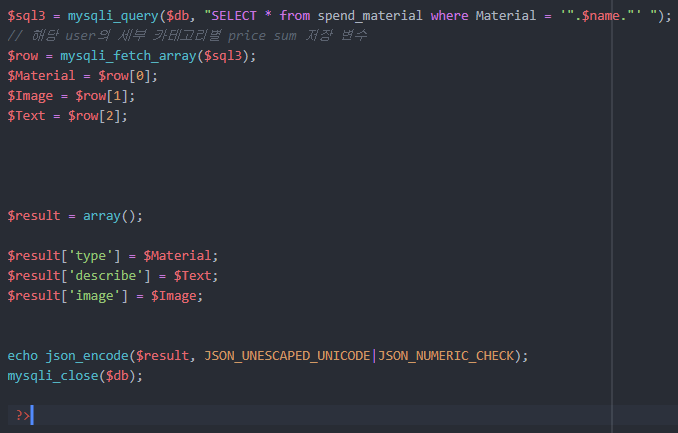 $sql3 = mysqli_query($db, "SELECT * from spend_material where Material = '".$name."' ");
// 해당 user의 세부 카테고리별 price sum 저장 변수
$row = mysqli_fetch_array($sql3);
$Material = $row[0];
$Image = $row[1];
$Text = $row[2];
$result = array();
$result['type'] = $Material;
$result['describe'] = $Text;
$result['image'] = $Image;
echo json_encode($result, JSON_UNESCAPED_UNICODE|JSON_NUMERIC_CHECK);
mysqli_close($db);
?>